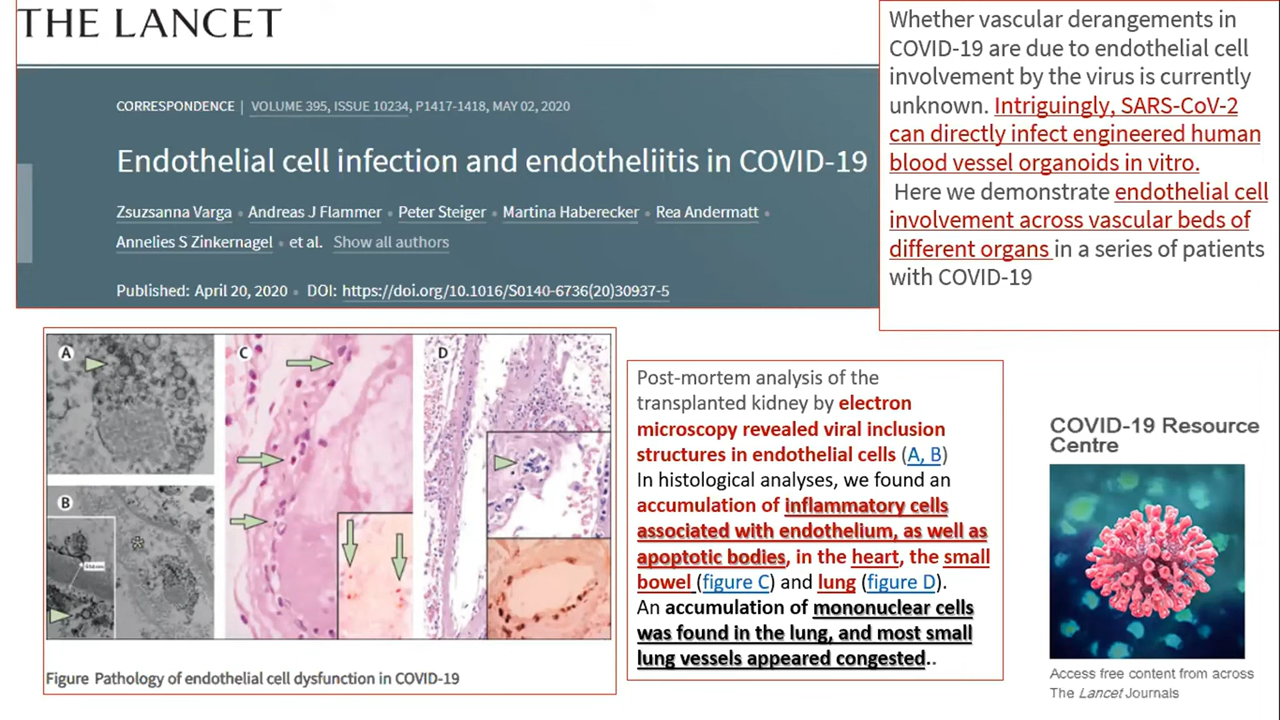 THE LANCET
CORRESPONDENCE | VOLUME 395, ISSUE 10234, P1417-1418, MAY 02, 2020
Endothelial cell infection and endotheliitis in COVID-19
Zsuzsanna Varga • Andreas J Flammer • Peter Steiger • Martina Haberecker • Rea Andermatt •
Annelies S Zinkernagel • et al. Show all authors
Published: April 20, 2020 • DOI: https://doi.org/10.1016/S0140-6736(20)30937-5
Whether vascular derangements in
COVID-19 are due to endothelial cell
involvement by the virus is currently
unknown. Intriguingly, SARS-CoV-2
can directly infect engineered human
blood vessel organoids in vitro.
Here we demonstrate endothelial cell
involvement across vascular beds of
different organs in a series of patients
with COVID-19
A
B
C
D
Figure Pathology of endothelial cell dysfunction in COVID-19
Post-mortem analysis of the
transplanted kidney by electron
microscopy revealed viral inclusion
structures in endothelial cells (A, B)
In histological analyses, we found an
accumulation of inflammatory cells
associated with endothelium, as well as
apoptotic bodies, in the heart, the small
bowel (figure C) and lung (figure D).
An accumulation of mononuclear cells
was found in the lung, and most small
lung vessels appeared congested..
COVID-19 Resource
Centre
Access free content from across
The Lancet Journals